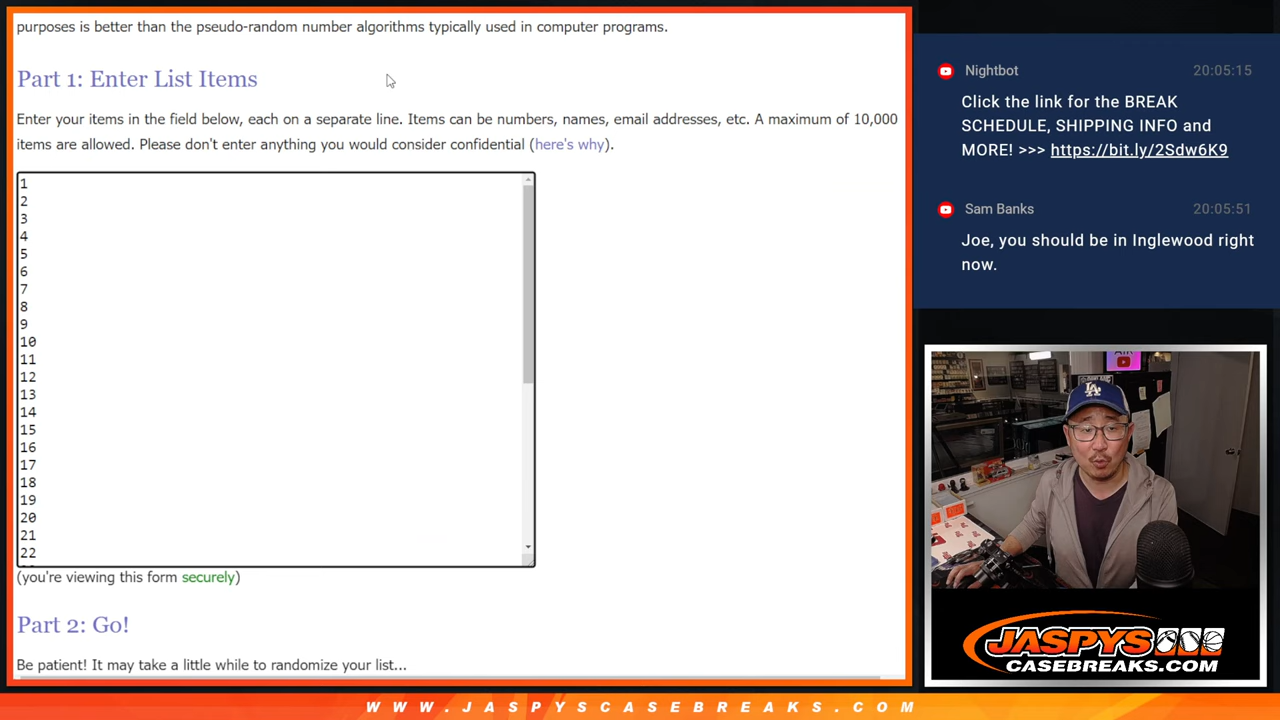 purposes is better than the pseudo-random number algorithms typically used in computer programs.
Part 1: Enter List Items
Enter your items in the field below, each on a separate line. Items can be numbers, names, email addresses, etc. A maximum of 10,000
items are allowed. Please don't enter anything you would consider confidential (here's why).
1
2
3
4
5
6
7
8
9
10
11
12
13
14
15
16
17
18
19
20
21
22
(you're viewing this form securely)
Part 2: Go!
Be patient! It may take a little while to randomize your list...
Nightbot 20:05:15
Click the link for the BREAK
SCHEDULE, SHIPPING INFO and
MORE! >>> https://bit.ly/2Sdw6K9
Sam Banks 20:05:51
Joe, you should be in Inglewood right
now.
LA
JASPYS
CASEBREAKS.COM
WWW.JASPYSCASEBREAKS.COM